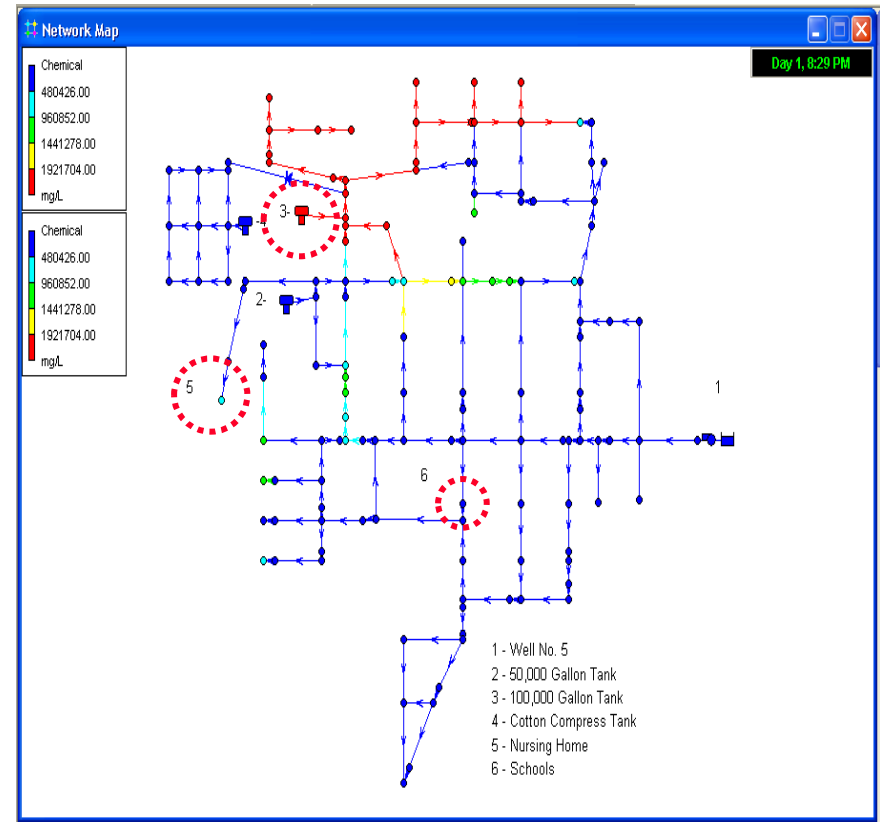 Network Map
Day 1, 8:29 PM
Chemical
480426.00
960852.00
1441278.00
1921704.00
mg/L
Chemical
480426.00
960852.00
1441278.00
1921704.00
mg/L
3-
-4
2-
5
1
6
1 - Well No. 5
2 - 50,000 Gallon Tank
3 - 100,000 Gallon Tank
4 - Cotton Compress Tank
5 - Nursing Home
6 - Schools